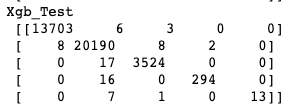 Xgb_Test
[[13703 6 3 0 0]
[ 8 20190 8 2 0]
[ 0 17 3524 0 0]
[ 0 16 0 294 0]
[ 0 7 1 0 13]]